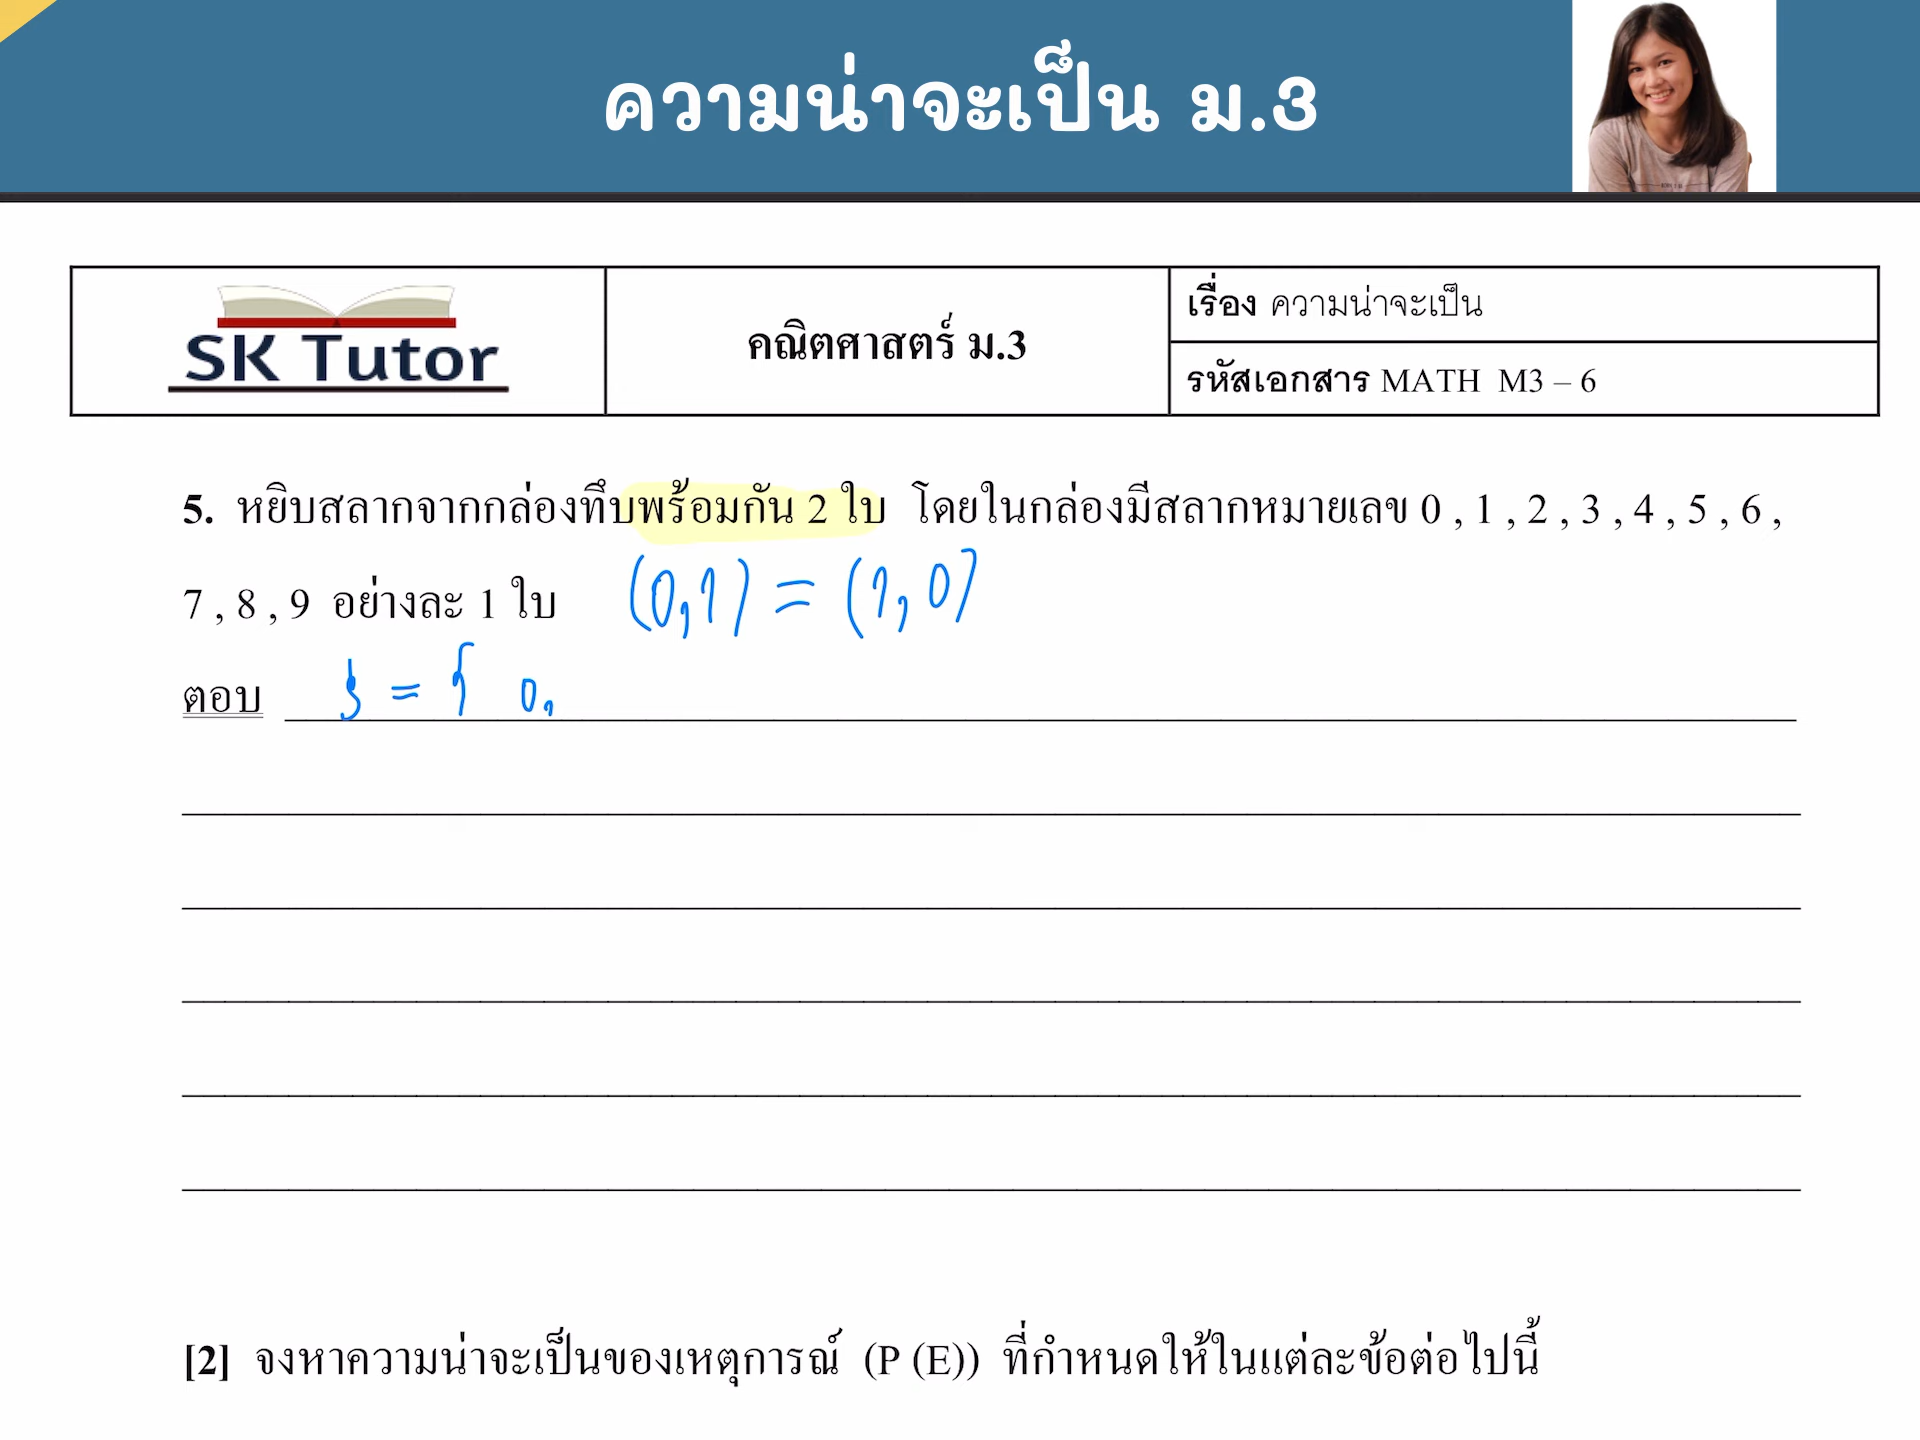 ความน่าจะเป็น ม.3
SK Tutor
คณิตศาสตร์ ม.3
เรื่อง ความน่าจะเป็น
รหัสเอกสาร MATH M3 – 6
5. หยิบสลากจากกล่องทึบพร้อมกัน 2 ใบ โดยในกล่องมีสลากหมายเลข 0 , 1 , 2 , 3 , 4 , 5 , 6 ,
7 , 8 , 9 อย่างละ 1 ใบ
(0,1) = (1,0)
ตอบ S = { 0,
[2] จงหาความน่าจะเป็นของเหตุการณ์ (P (E)) ที่กำหนดให้ในแต่ละข้อต่อไปนี้